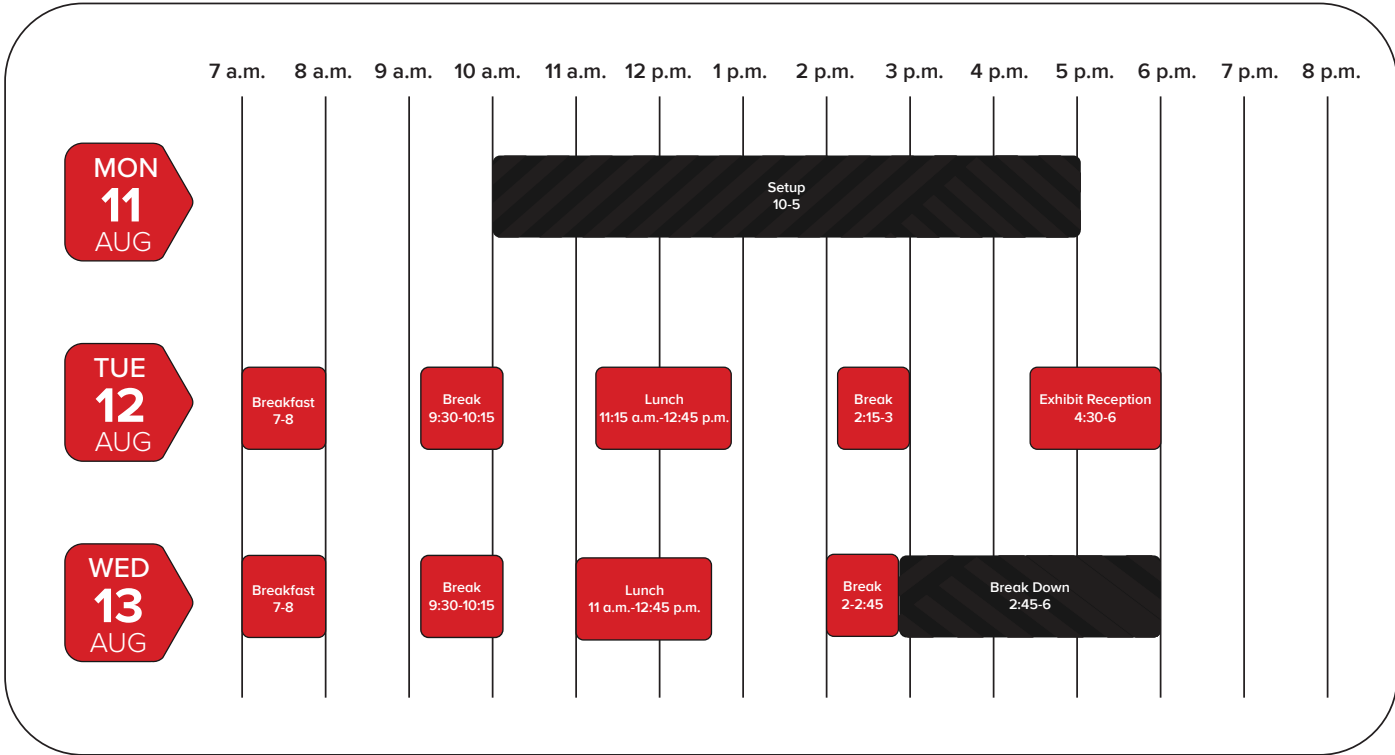 7 a.m. 8 a.m. 9 a.m. 10 a.m. 11 a.m. 12 p.m. 1 p.m. 2 p.m. 3 p.m. 4 p.m. 5 p.m. 6 p.m. 7 p.m. 8 p.m.
MON
11
AUG
Setup
10-5
TUE
12
AUG
Breakfast
7-8
Break
9:30-10:15
Lunch
11:15 a.m.-12:45 p.m.
Break
2:15-3
Exhibit Reception
4:30-6
WED
13
AUG
Breakfast
7-8
Break
9:30-10:15
Lunch
11 a.m.-12:45 p.m.
Break
2-2:45
Break Down
2:45-6